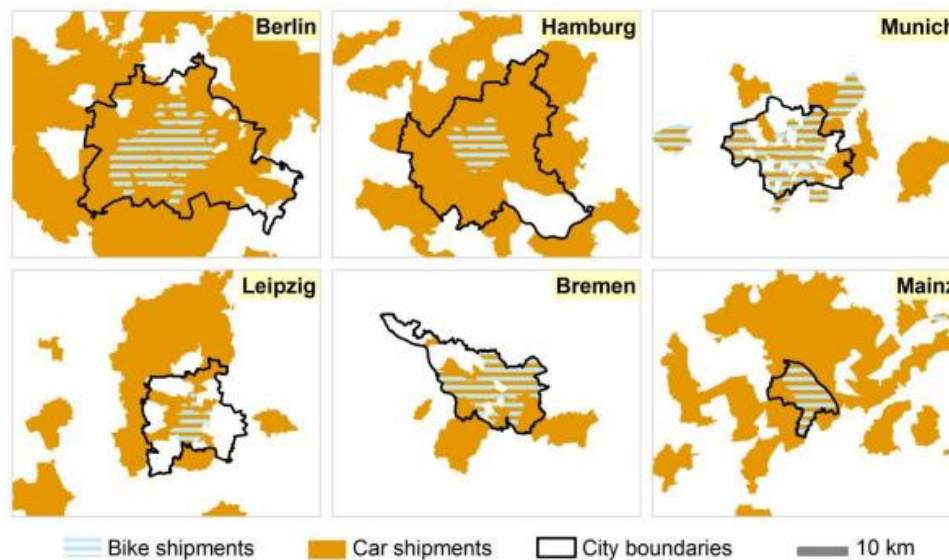 Berlin
Hamburg
Munich
Leipzig
Bremen
Mainz
Bike shipments
Car shipments
City boundaries
10 km